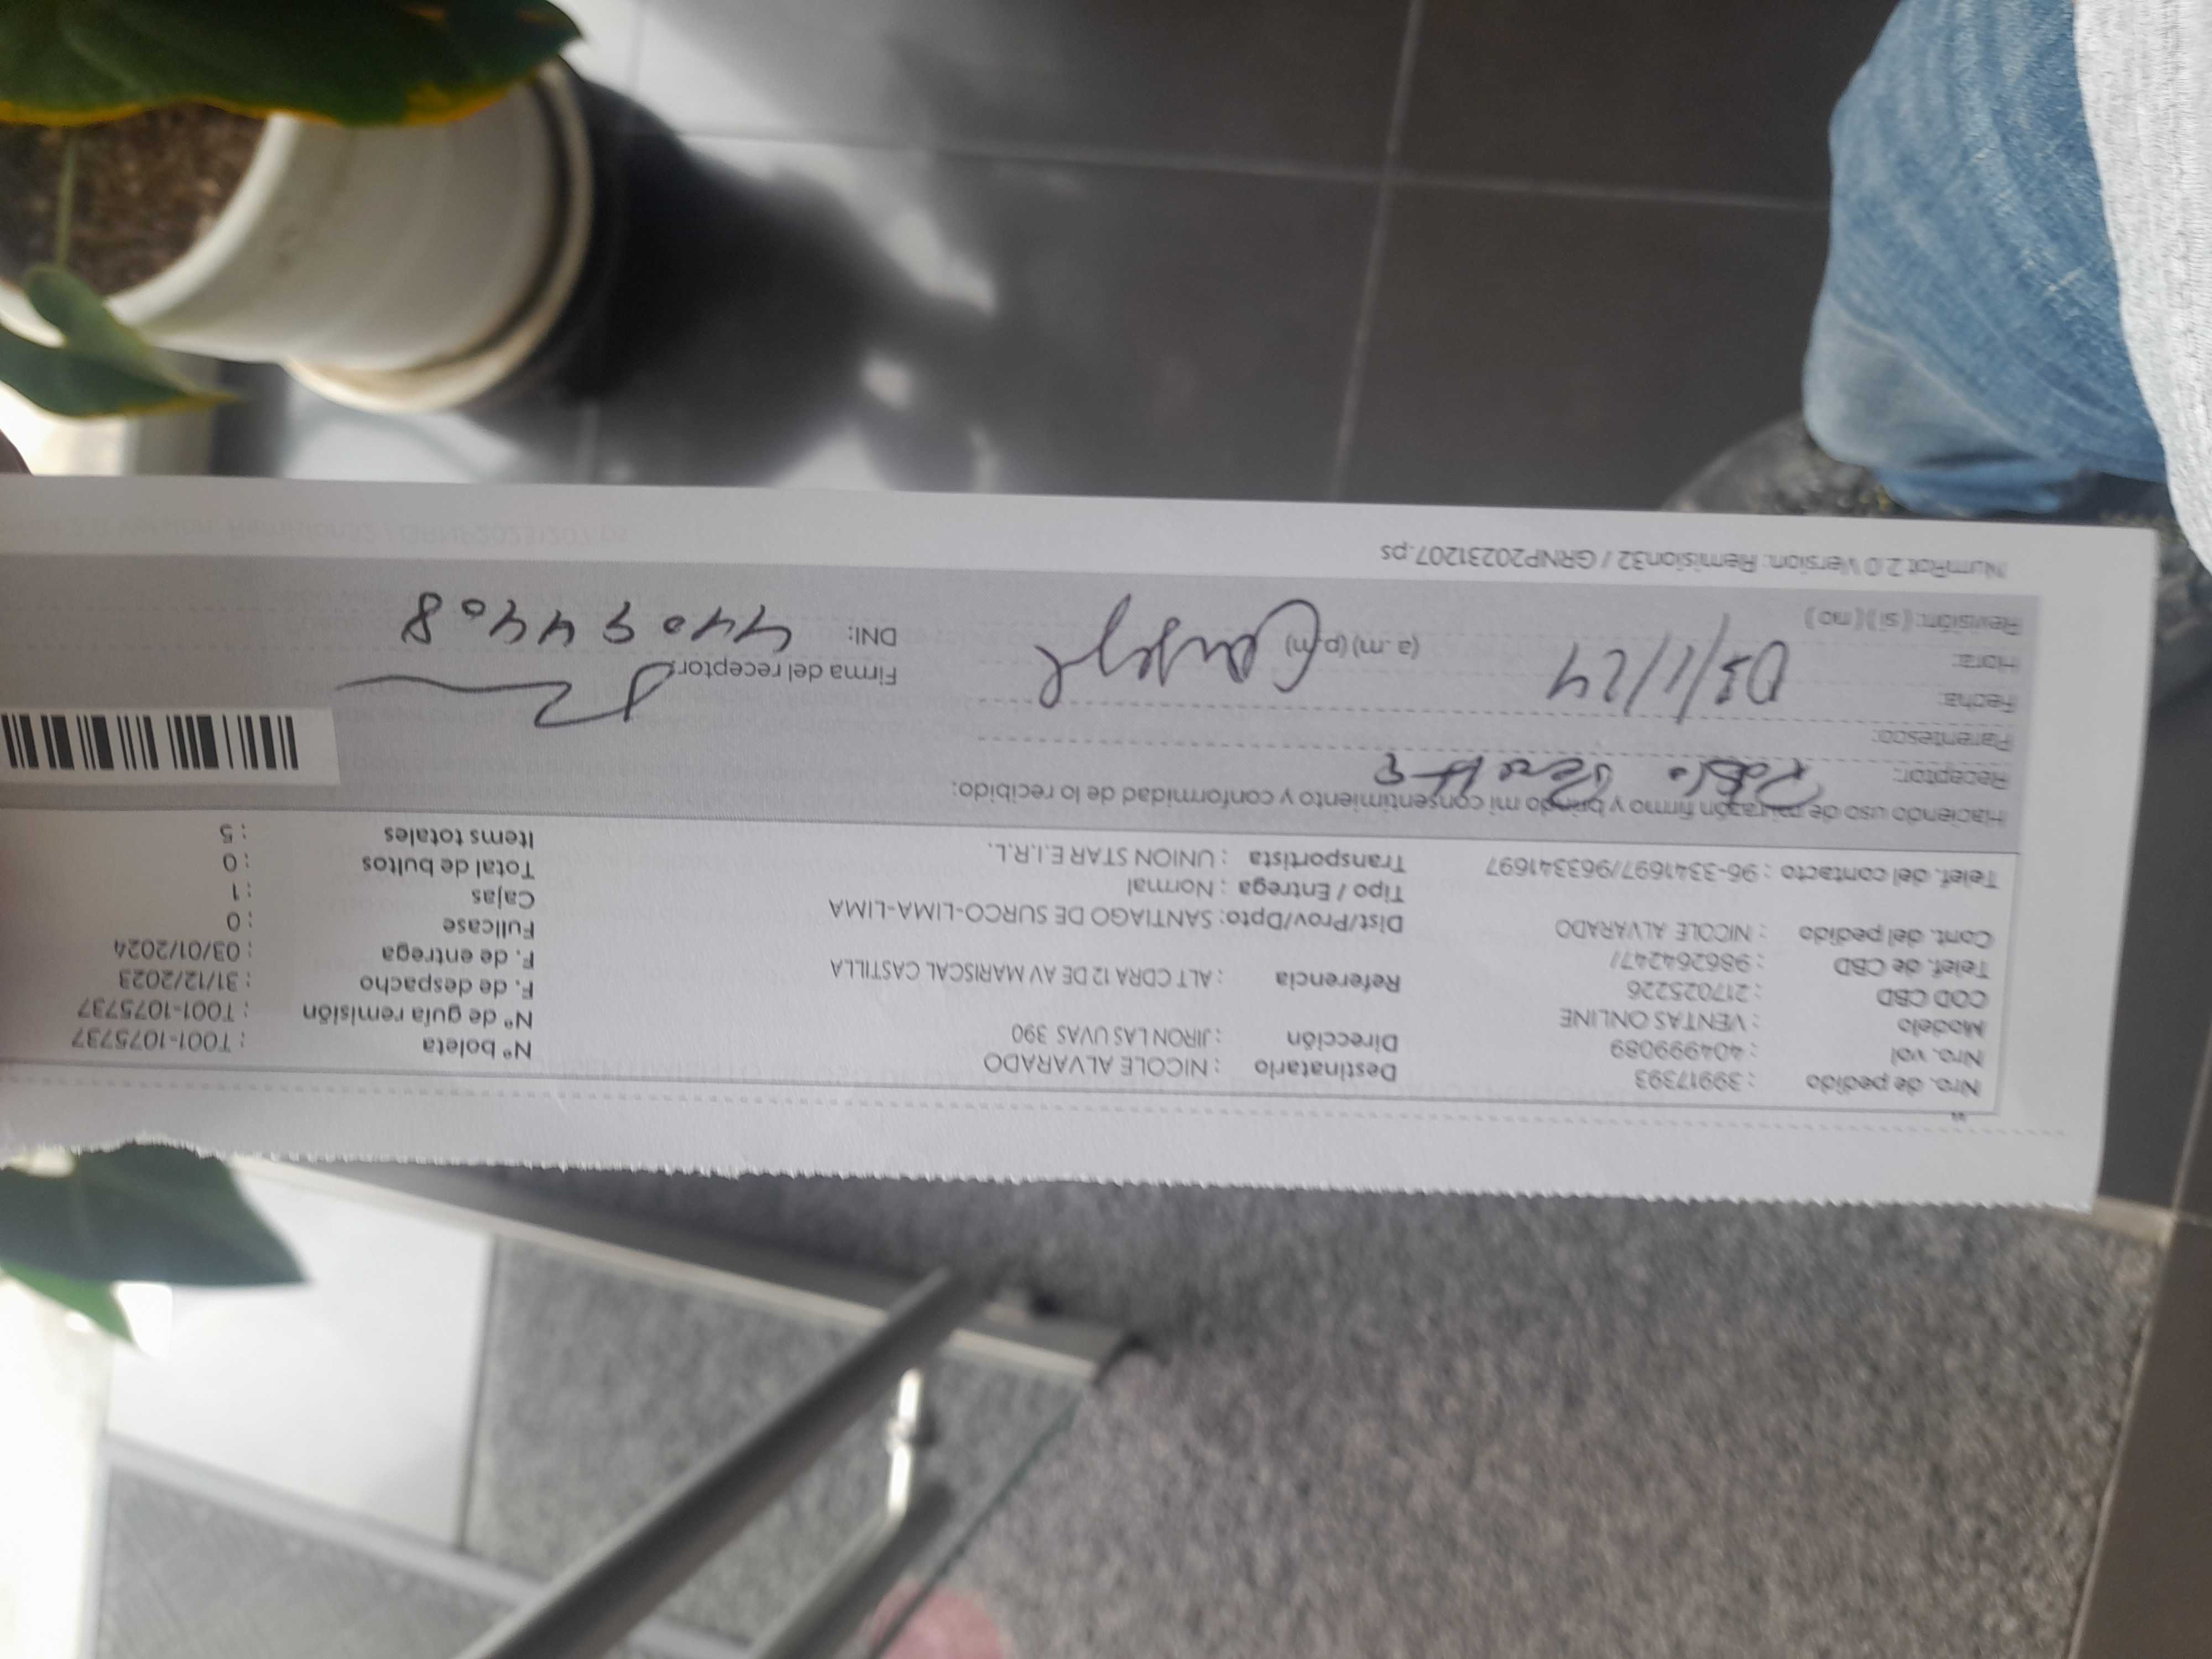 Nro. de pedido : 39917393
Nro. vol : 404999089
Modelo : VENTAS ONLINE
COD CBD : 217025226
Telef. de CBD : 986264247/
Cont. del pedido : NICOLE ALVARADO
Telef. del contacto : 96-3341697/963341697
Destinatario : NICOLE ALVARADO
Dirección : JIRON LAS UVAS 390
Referencia : ALT CDRA 12 DE AV MARISCAL CASTILLA
Dist/Prov/Dpto: SANTIAGO DE SURCO-LIMA-LIMA
Tipo / Entrega : Normal
Transportista : UNION STAR E.I.R.L.
N° boleta : T001-1075737
N° de guía remisión : T001-1075737
F. de despacho : 31/12/2023
F. de entrega : 03/01/2024
Fullcase : 0
Cajas : 1
Total de bultos : 0
Items totales : 5
Haciendo uso de mi razón firmo y brindo mi consentimiento y conformidad de lo recibido:
Receptor:
Parentesco:
Fecha: 03/1/24
Hora: (a.m) (p.m)
Revisión: ( si ) ( no )
Firma del receptor:
DNI: 44094408
NumRot 2.0 Version: Remision32 / GRNP20231207.ps